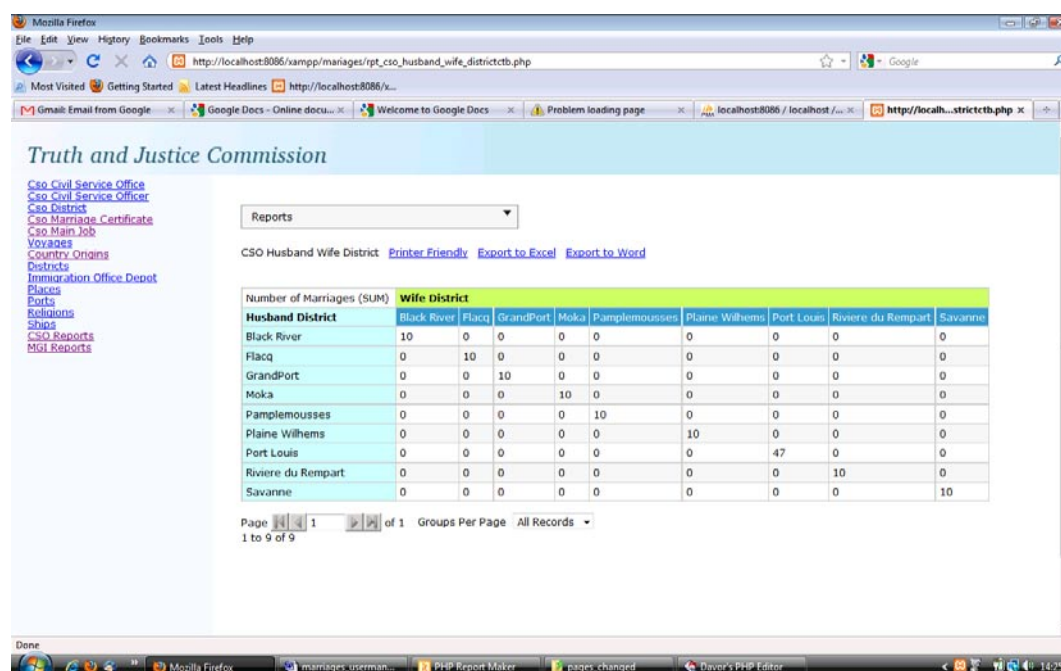 Mozilla Firefox
File Edit View History Bookmarks Tools Help
http://localhost:8086/xampp/mariages/rpt_cso_husband_wife_districtctb.php
Google
Most Visited Getting Started Latest Headlines http://localhost:8086/x...
Gmail: Email from Google Google Docs - Online docu... Welcome to Google Docs Problem loading page localhost:8086 / localhost /... http://localh...strictctb.php
Truth and Justice Commission
Cso Civil Service Office
Cso Civil Service Officer
Cso District
Cso Marriage Certificate
Cso Main Job
Voyages
Country Origins
Districts
Immigration Office Depot
Places
Ports
Religions
Ships
CSO Reports
MGI Reports
Reports
CSO Husband Wife District Printer Friendly Export to Excel Export to Word
Number of Marriages (SUM) Wife District
Husband District Black River Flacq GrandPort Moka Pamplemousses Plaine Wilhems Port Louis Riviere du Rempart Savanne
Black River 10 0 0 0 0 0 0 0 0
Flacq 0 10 0 0 0 0 0 0 0
GrandPort 0 0 10 0 0 0 0 0 0
Moka 0 0 0 10 0 0 0 0 0
Pamplemousses 0 0 0 0 10 0 0 0 0
Plaine Wilhems 0 0 0 0 0 10 0 0 0
Port Louis 0 0 0 0 0 0 47 0 0
Riviere du Rempart 0 0 0 0 0 0 0 10 0
Savanne 0 0 0 0 0 0 0 0 10
Page 1 of 1 Groups Per Page All Records
1 to 9 of 9
Done
Mozilla Firefox marriages_userman... PHP Report Maker pages_changed Davor's PHP Editor